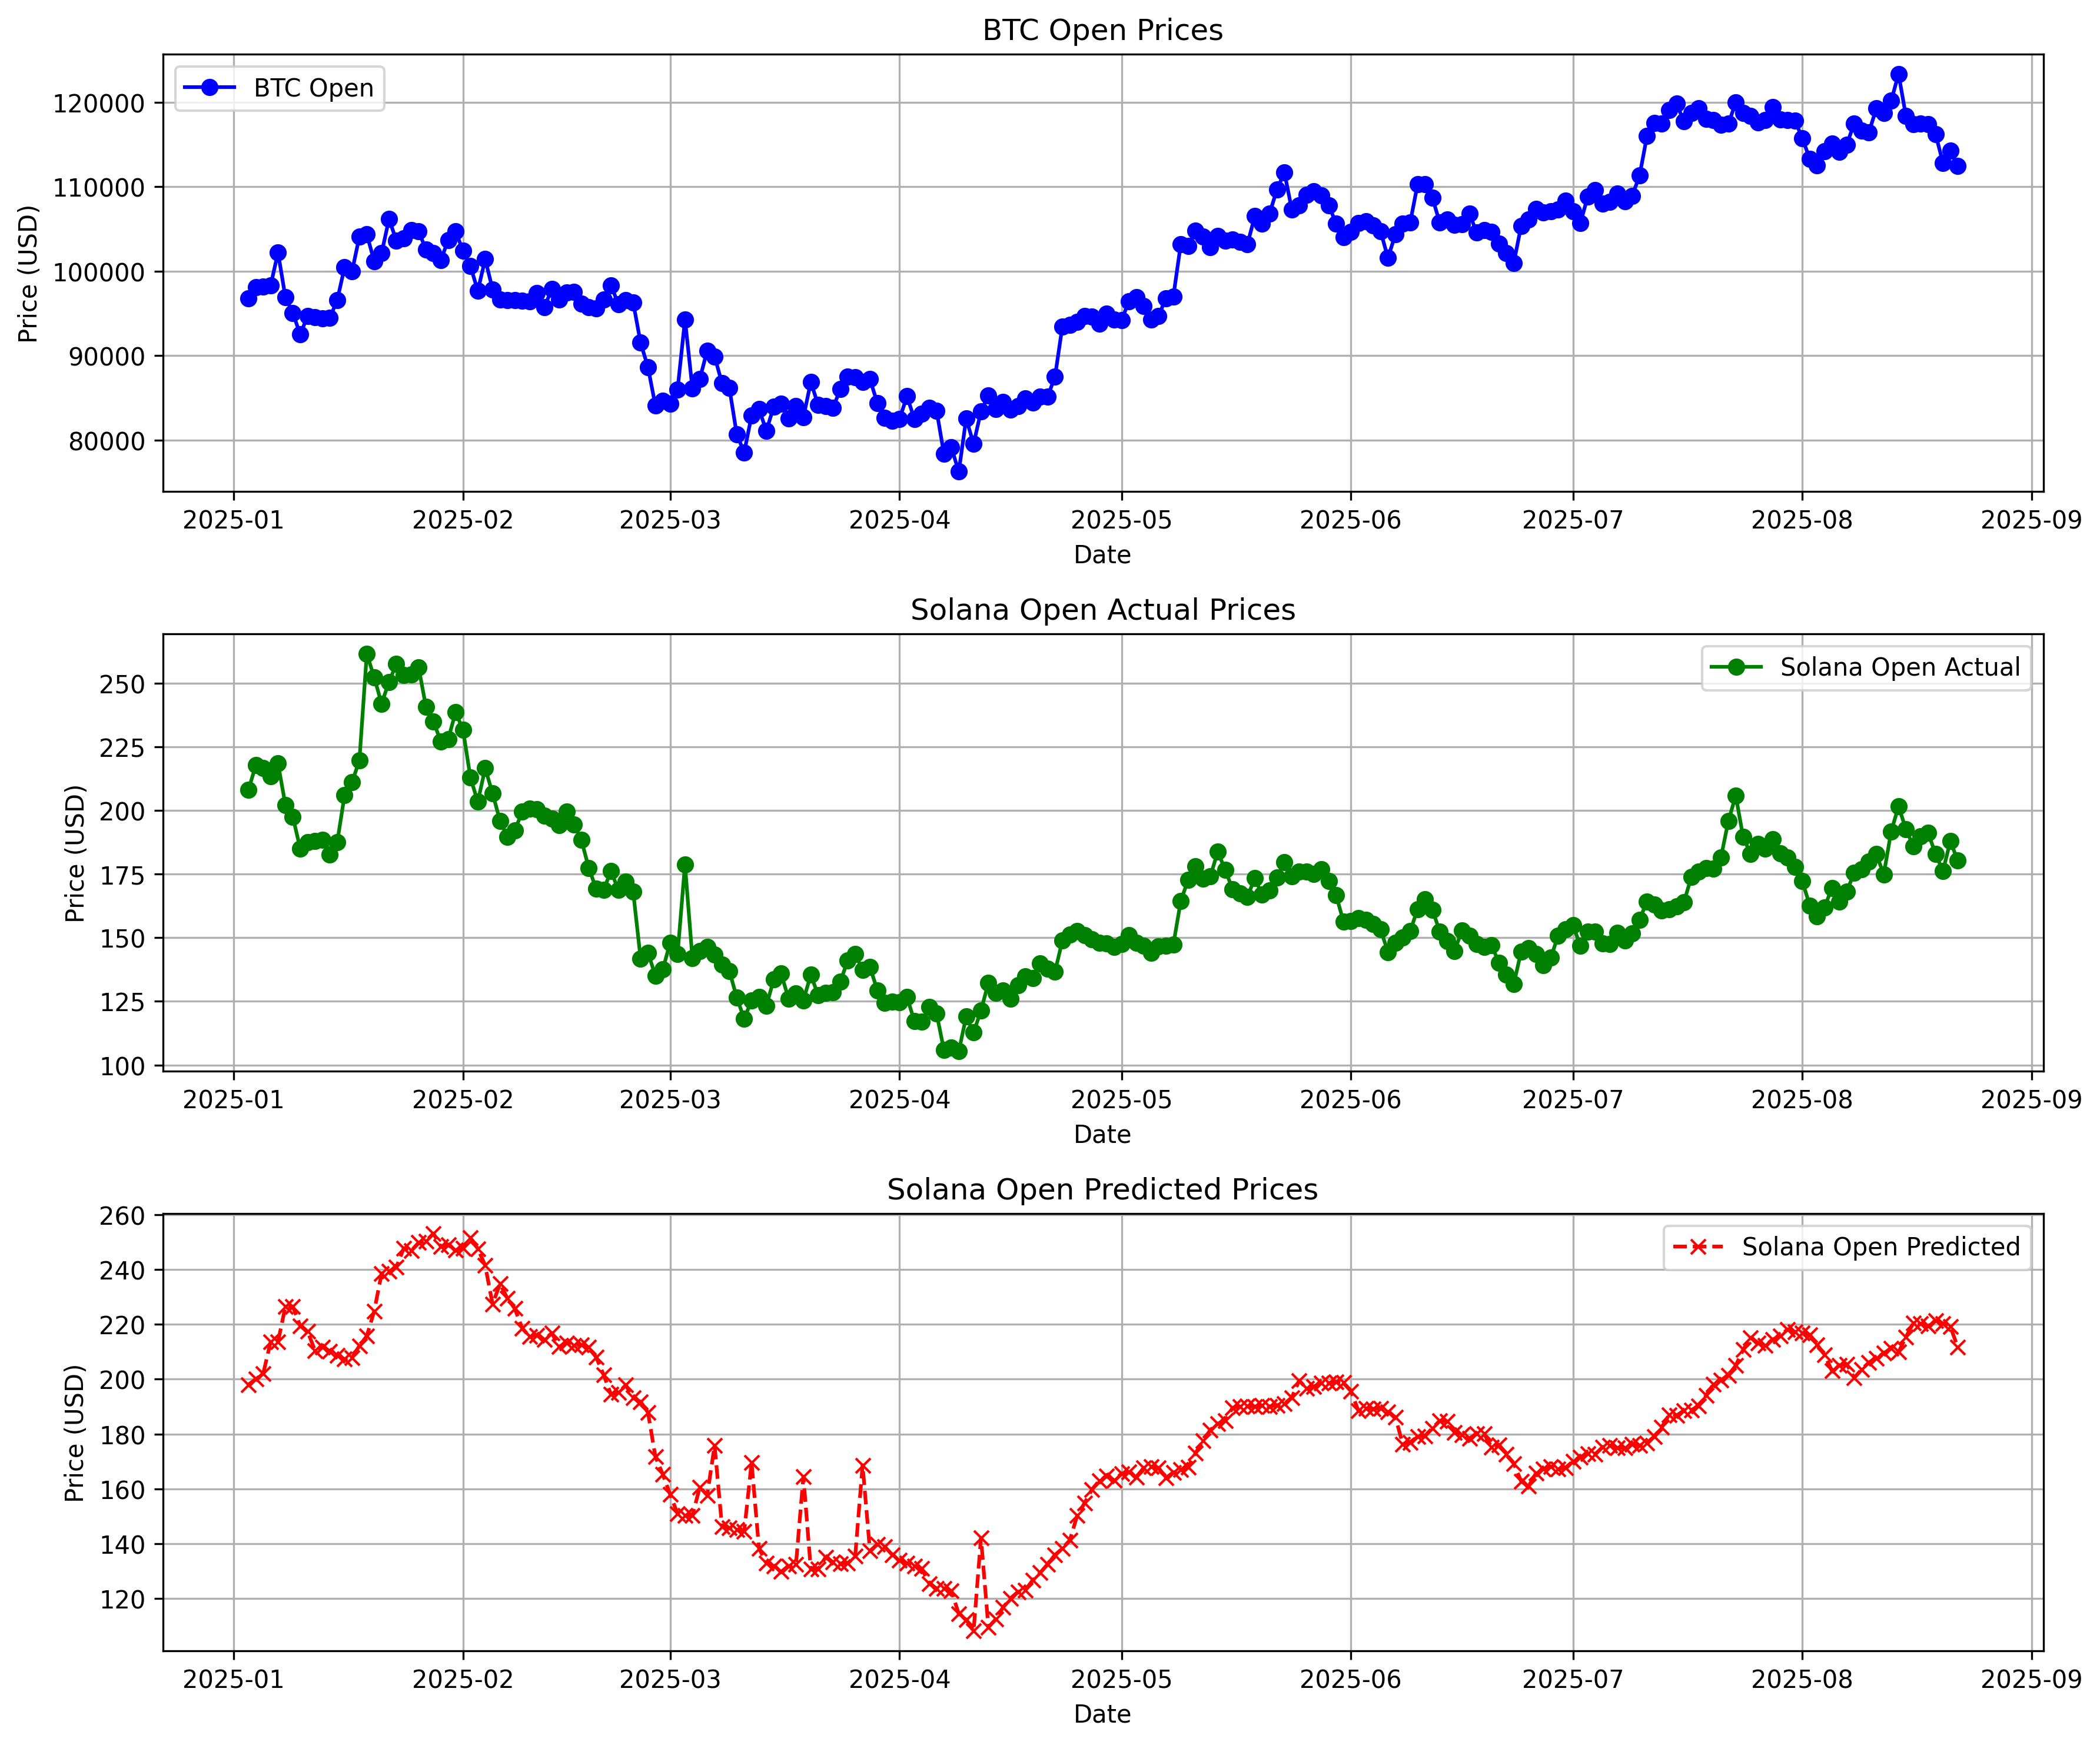 BTC Open Prices
BTC Open
120000
110000
100000
90000
80000
Price (USD)
2025-01 2025-02 2025-03 2025-04 2025-05 2025-06 2025-07 2025-08 2025-09
Date
Solana Open Actual Prices
Solana Open Actual
250
225
200
175
150
125
100
Price (USD)
2025-01 2025-02 2025-03 2025-04 2025-05 2025-06 2025-07 2025-08 2025-09
Date
Solana Open Predicted Prices
Solana Open Predicted
260
240
220
200
180
160
140
120
Price (USD)
2025-01 2025-02 2025-03 2025-04 2025-05 2025-06 2025-07 2025-08 2025-09
Date